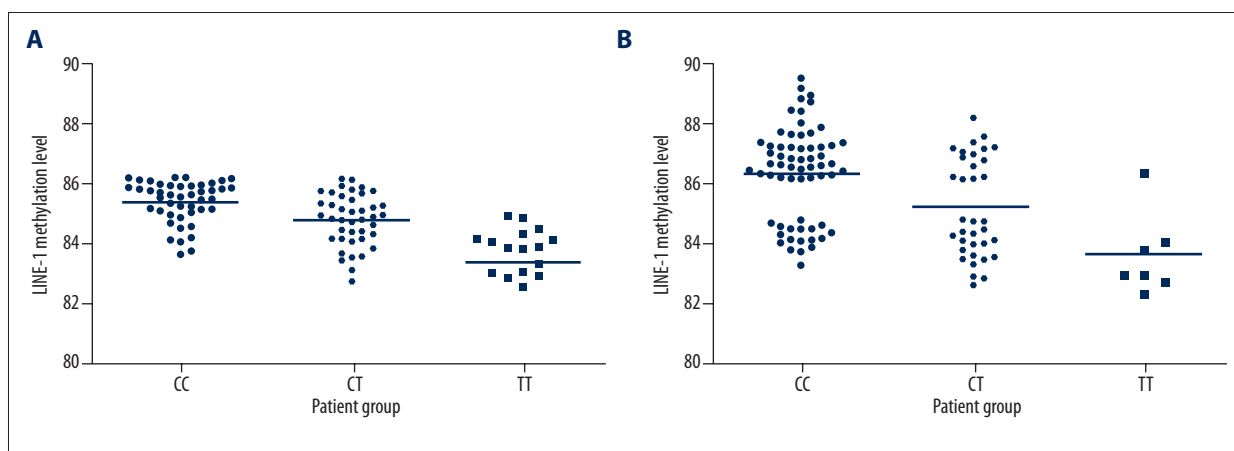 A
90
88
86
84
82
80
LINE-1 methylation level
CC
CT
TT
Patient group
B
90
88
86
84
82
80
LINE-1 methylation level
CC
CT
TT
Patient group